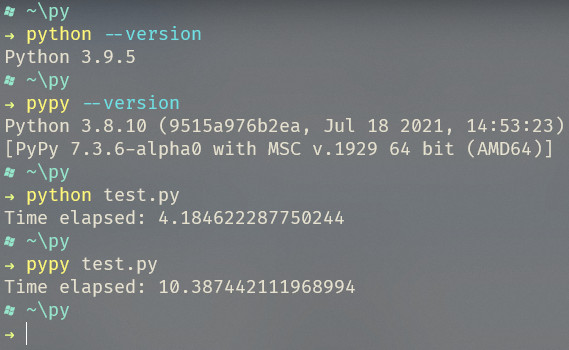 ~\py
→ python --version
Python 3.9.5
~\py
→ pypy --version
Python 3.8.10 (9515a976b2ea, Jul 18 2021, 14:53:23)
[PyPy 7.3.6-alpha0 with MSC v.1929 64 bit (AMD64)]
~\py
→ python test.py
Time elapsed: 4.184622287750244
~\py
→ pypy test.py
Time elapsed: 10.387442111968994
~\py
→